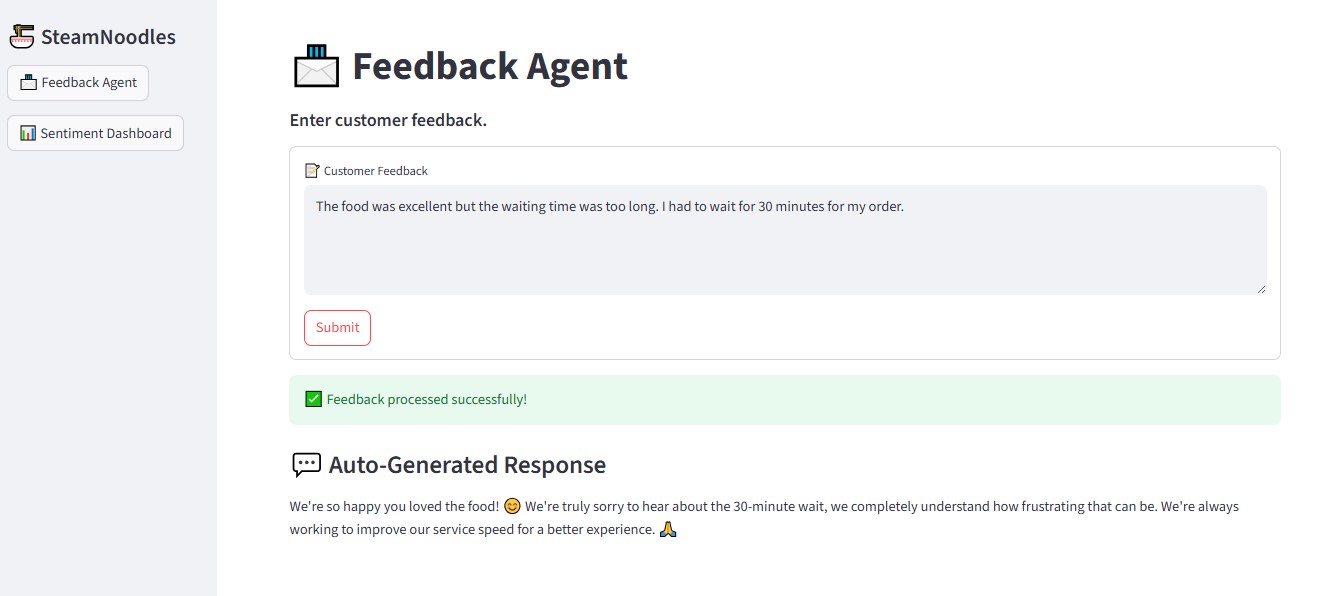 SteamNoodles
Feedback Agent
Sentiment Dashboard
Feedback Agent
Enter customer feedback.
Customer Feedback
The food was excellent but the waiting time was too long. I had to wait for 30 minutes for my order.
Submit
Feedback processed successfully!
Auto-Generated Response
We're so happy you loved the food! 😊 We're truly sorry to hear about the 30-minute wait, we completely understand how frustrating that can be. We're always
working to improve our service speed for a better experience. 🙏